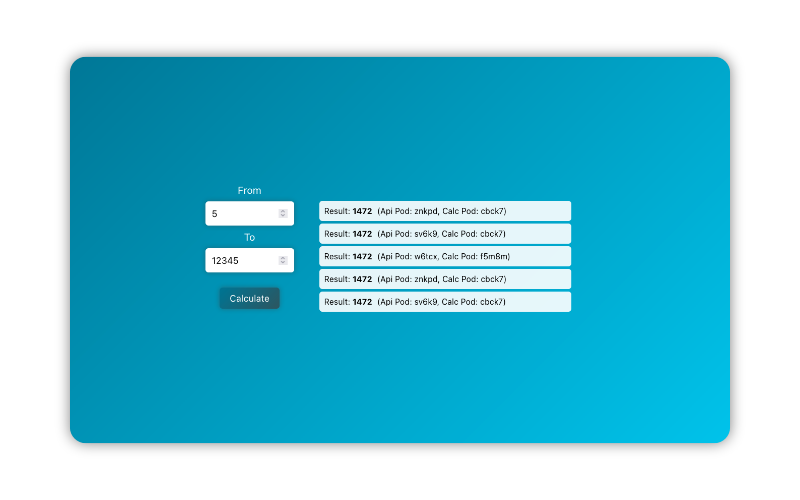 From
5
To
12345
Calculate
Result: 1472 (Api Pod: znkpd, Calc Pod: cbck7)
Result: 1472 (Api Pod: sv6k9, Calc Pod: cbck7)
Result: 1472 (Api Pod: w6tcx, Calc Pod: f5m8m)
Result: 1472 (Api Pod: znkpd, Calc Pod: cbck7)
Result: 1472 (Api Pod: sv6k9, Calc Pod: cbck7)